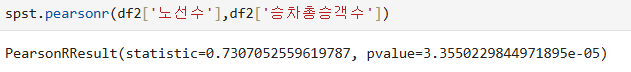 spst.pearsonr(df2['노선수'],df2['승차총승객수'])
PearsonRResult(statistic=0.7307052559619787, pvalue=3.3550229844971895e-05)